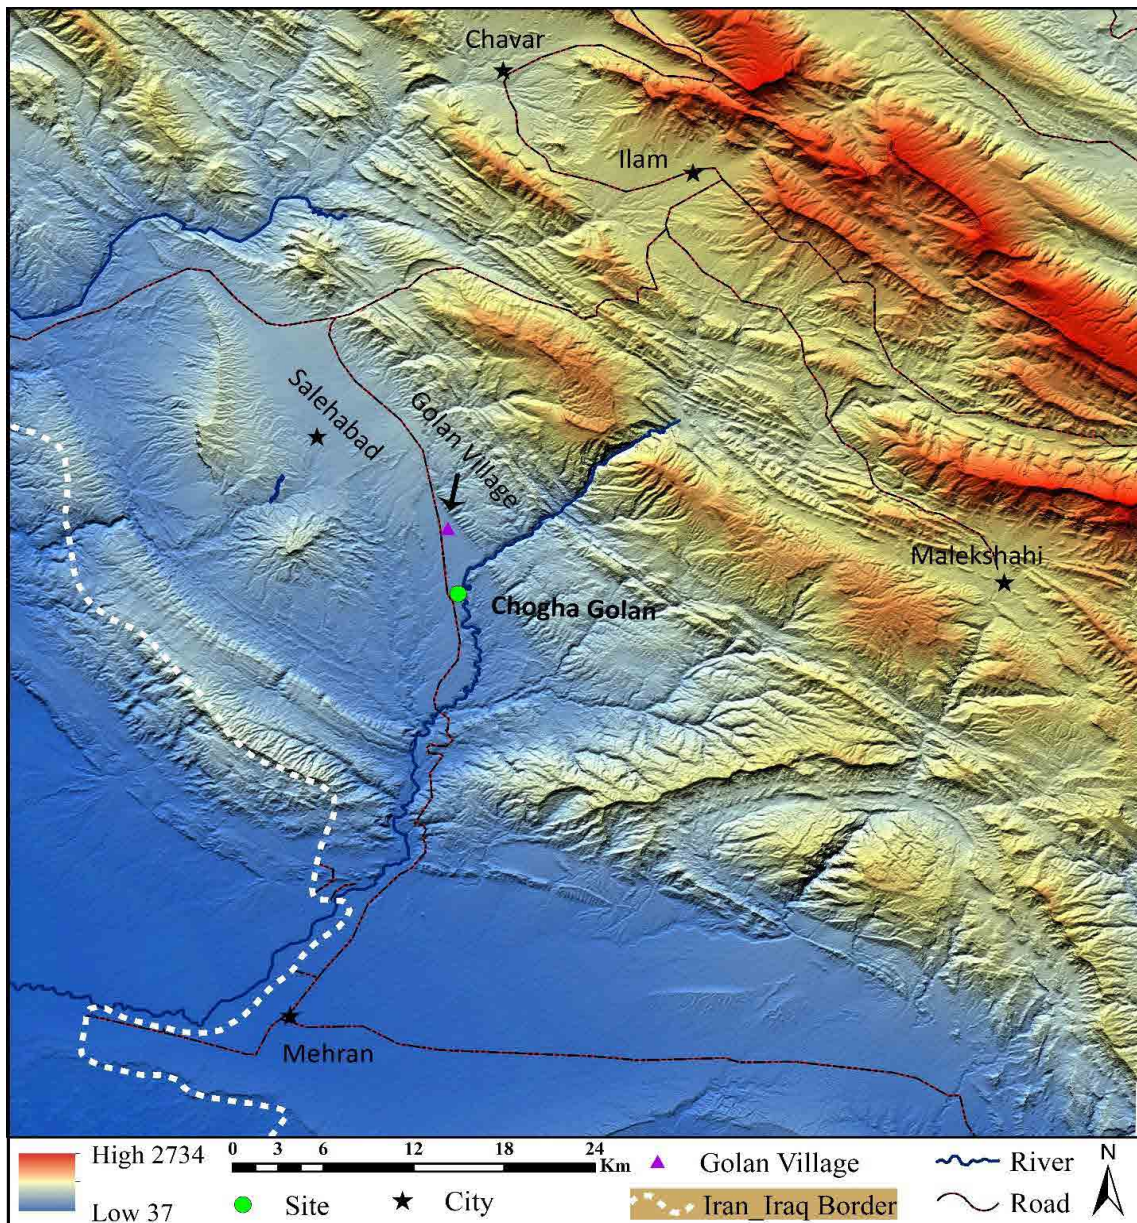 Chavar
Ilam
Salehabad
Golan Village
Malekshahi
Chogha Golan
Mehran
High 2734
Low 37
0 3 6 12 18 24
Km
Golan Village
River
N
Site
City
Iran_Iraq Border
Road